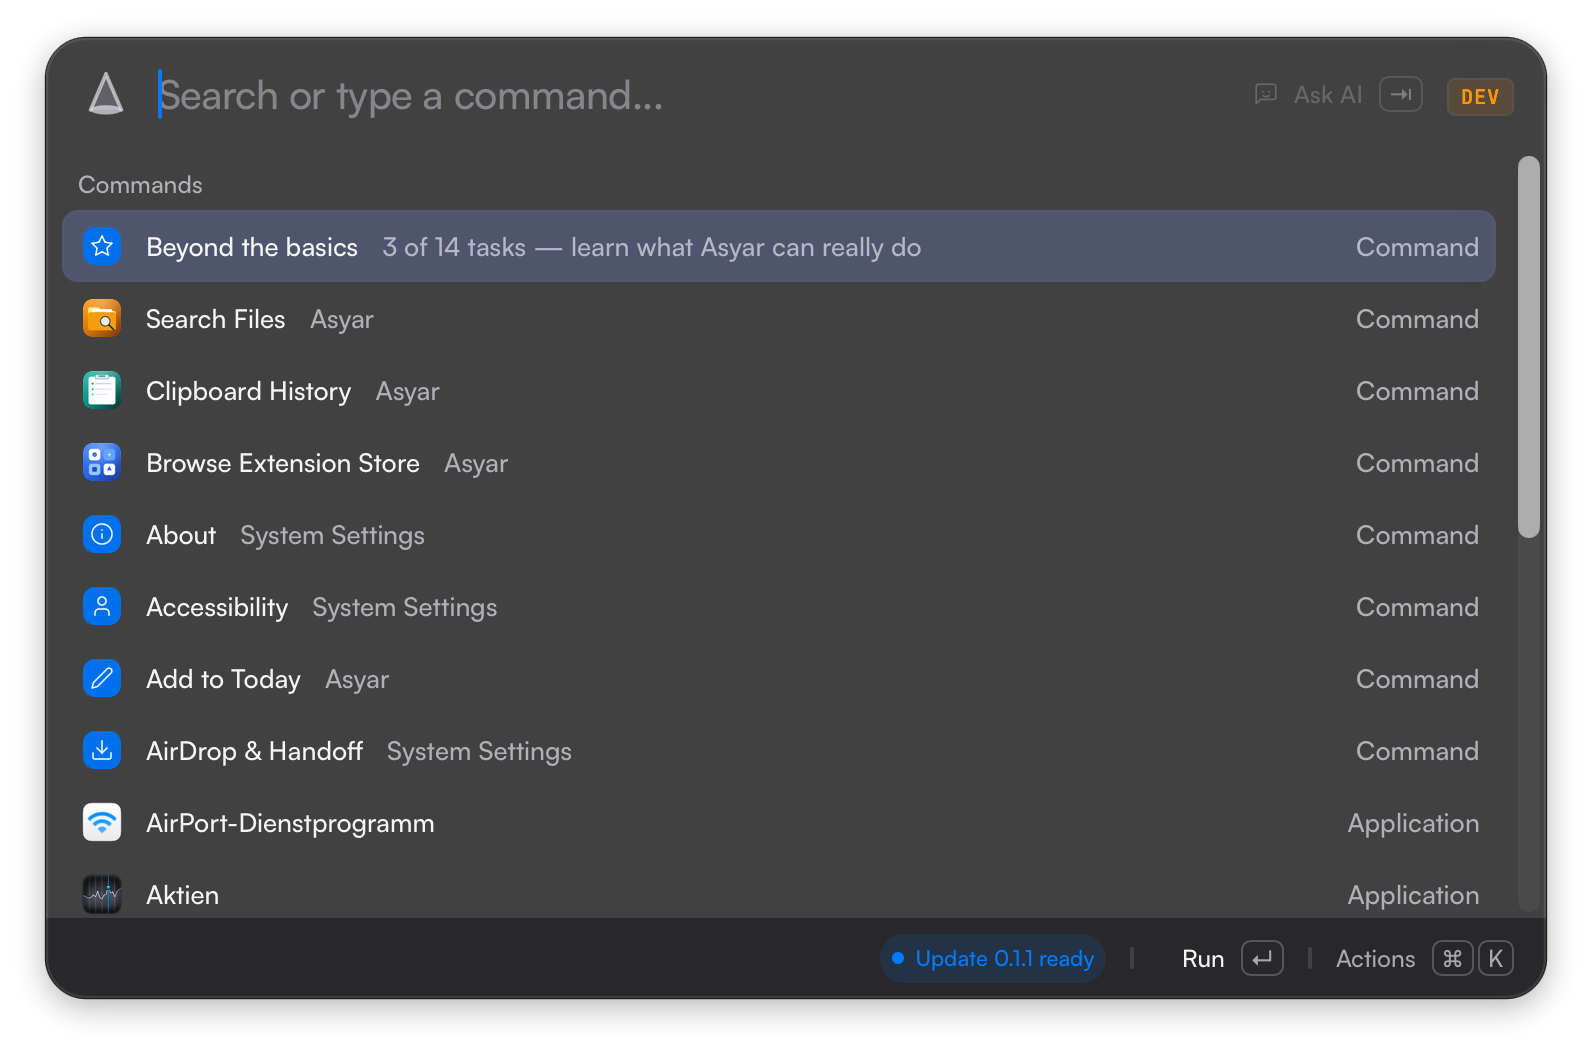 Search or type a command...
Ask AI
DEV
Commands
Beyond the basics 3 of 14 tasks — learn what Asyar can really do Command
Search Files Asyar Command
Clipboard History Asyar Command
Browse Extension Store Asyar Command
About System Settings Command
Accessibility System Settings Command
Add to Today Asyar Command
AirDrop & Handoff System Settings Command
AirPort-Dienstprogramm Application
Aktien Application
Update 0.1.1 ready Run ↵ Actions ⌘ K